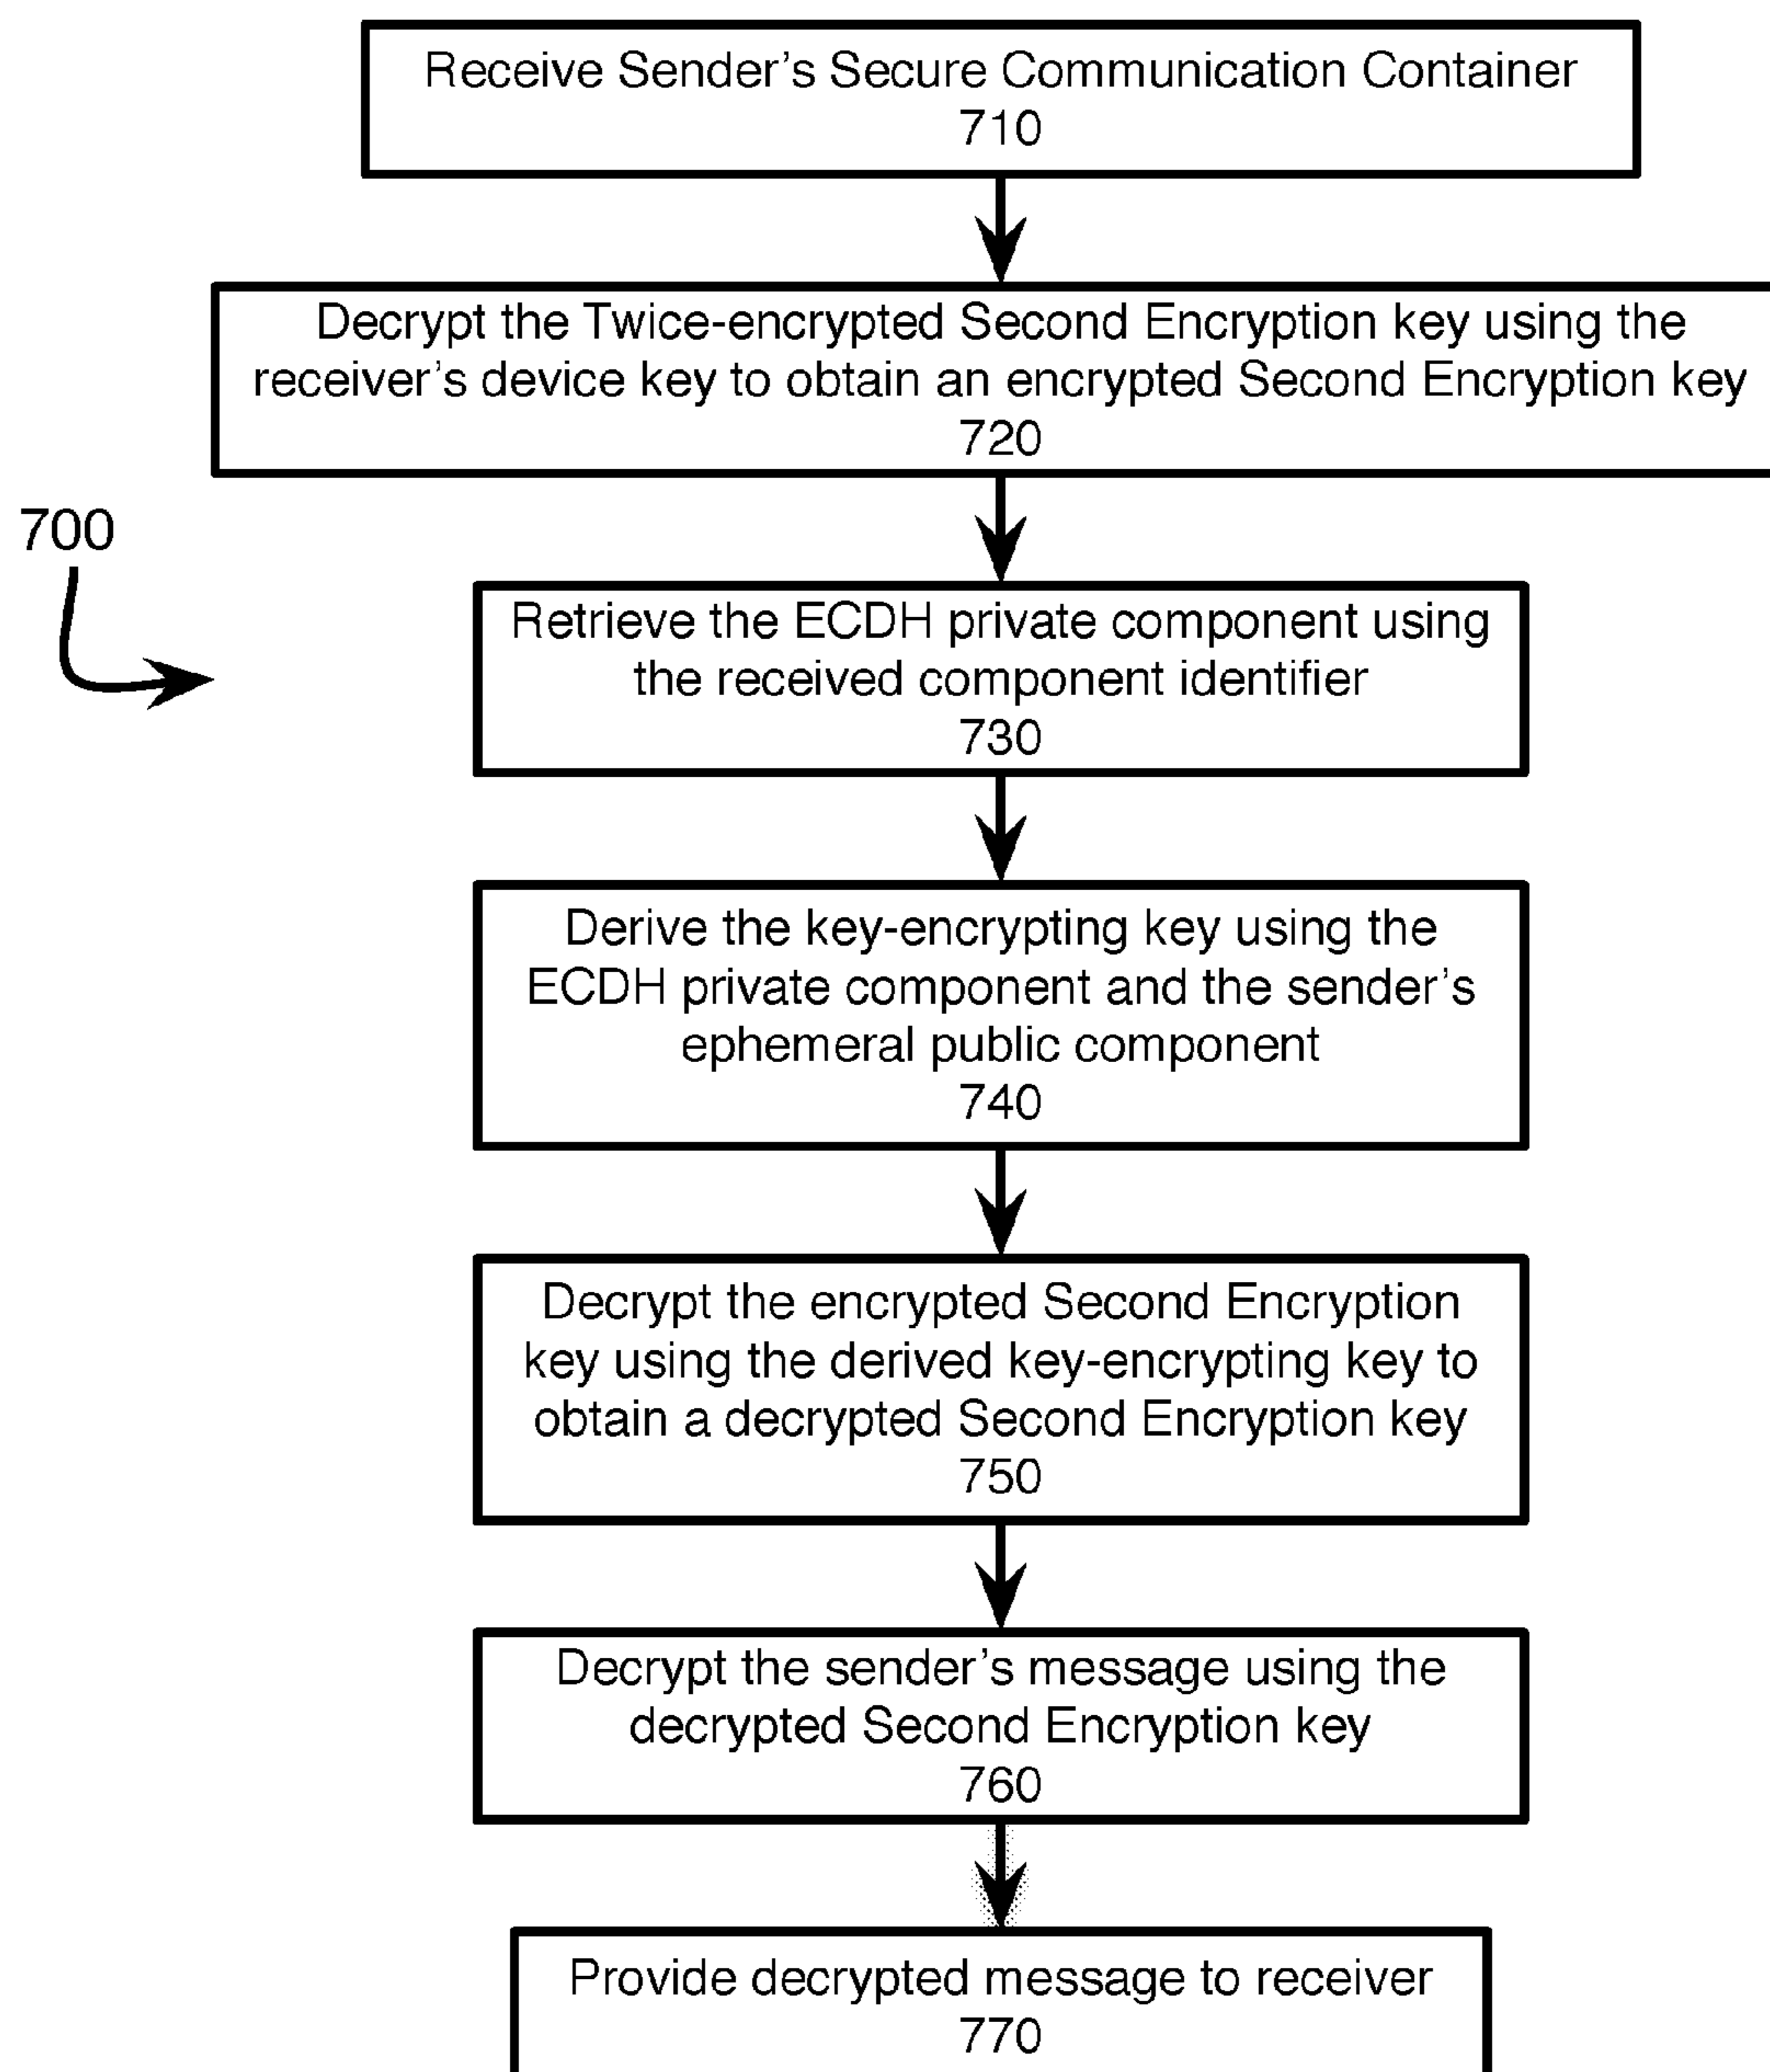 Receive Sender's Secure Communication Container
710
Decrypt the Twice-encrypted Second Encryption key using the
receiver's device key to obtain an encrypted Second Encryption key
720
700
Retrieve the ECDH private component using
the received component identifier
730
Derive the key-encrypting key using the
ECDH private component and the sender's
ephemeral public component
740
Decrypt the encrypted Second Encryption
key using the derived key-encrypting key to
obtain a decrypted Second Encryption key
750
Decrypt the sender's message using the
decrypted Second Encryption key
760
Provide decrypted message to receiver
770